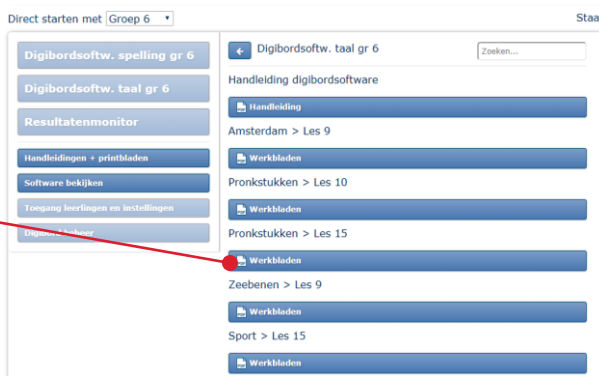 Direct starten met Groep 6
Staa
Digibordsoftw. spelling gr 6
Digibordsoftw. taal gr 6
Resultatenmonitor
Handleidingen + printbladen
Software bekijken
Toegang leerlingen en instellingen
Digibordbeheer
Digibordsoftw. taal gr 6
Zoeken...
Handleiding digibordsoftware
Handleiding
Amsterdam > Les 9
Werkbladen
Pronkstukken > Les 10
Werkbladen
Pronkstukken > Les 15
Werkbladen
Zeebenen > Les 9
Werkbladen
Sport > Les 15
Werkbladen